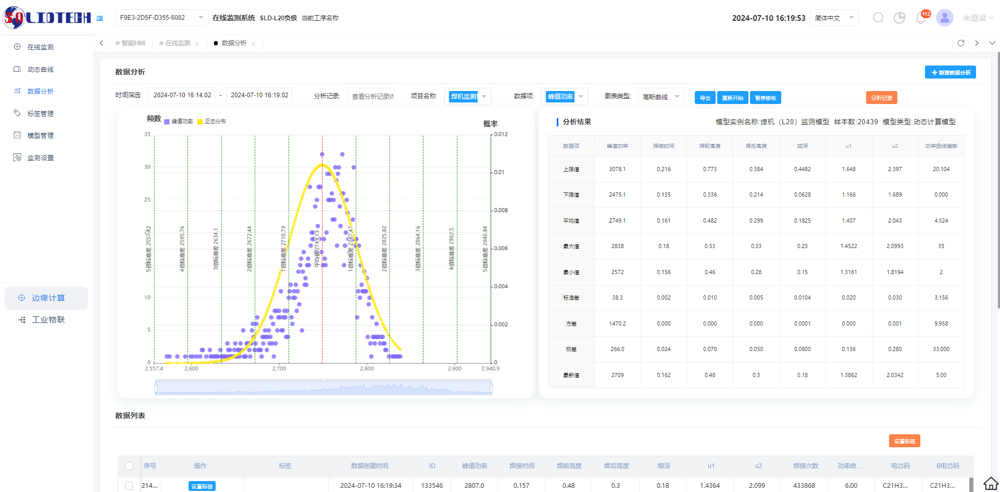 SOLIDTECH
F9E3-2D5F-D355-6082 在线监测系统 SLD-L20负极 当前工序名称 2024-07-10 16:19:53 简体中文 112 未登录
智能HMI 在线监测 × 数据分析 ×
在线监测
动态曲线
数据分析
标签管理
模型管理
监测设置
边缘计算
工业物联
数据分析 新增数据分析
时间筛选: 2024-07-10 16:14:02 - 2024-07-10 16:19:02 分析记录: 查看分析记录 项目名称: 焊机监测 数据项: 峰值功率 图表类型: 高斯曲线 导出 重新开始 暂停接收 分析记录
频数 峰值功率 正态分布 概率
35
30
25
10
5
0
0.012
0.01
0.008
0.006
0.004
0.002
0
5倍标准差 2557.42
4倍标准差 2595.76
3倍标准差 2634.1
2倍标准差 2672.44
1倍标准差 2710.79
平均值 2749.13
1倍标准差 2787.47
2倍标准差 2825.82
3倍标准差 2864.16
4倍标准差 2902.5
5倍标准差 2940.84
2,557.4 2,600 2,700 2,800 2,900 2,940.9
分析结果 模型实例名称:焊机（L20）监测模型 样本数:20439 模型类型:动态计算模型
数据项 峰值功率 焊接时间 焊前高度 焊后高度 熔深 u1 u2 功率曲线偏移
上限值 3078.1 0.216 0.773 0.384 0.4482 1.648 2.397 20.104
下限值 2475.1 0.135 0.336 0.214 0.0628 1.166 1.689 0.000
平均值 2749.1 0.161 0.482 0.299 0.1825 1.407 2.043 4.324
最大值 2838 0.18 0.53 0.33 0.23 1.4522 2.0993 35
最小值 2572 0.156 0.46 0.28 0.15 1.3161 1.8194 2
标准差 38.3 0.002 0.010 0.005 0.0104 0.020 0.030 3.156
方差 1470.2 0.000 0.000 0.000 0.0001 0.000 0.001 9.958
极差 266.0 0.024 0.070 0.050 0.0800 0.136 0.280 33.000
最新值 2709 0.162 0.48 0.3 0.18 1.3862 2.0342 5.00
数据列表
设置标签
序号 操作 标签 数据创建时间 ID 峰值功率 焊接时间 焊前高度 焊后高度 熔深 u1 u2 焊接次数 功率曲... 电芯码 B电芯码
214... 设置标签 2024-07-10 16:19:34 133546 2807.0 0.157 0.48 0.3 0.18 1.4364 2.099 433868 6.00 C21H3... C21H3...